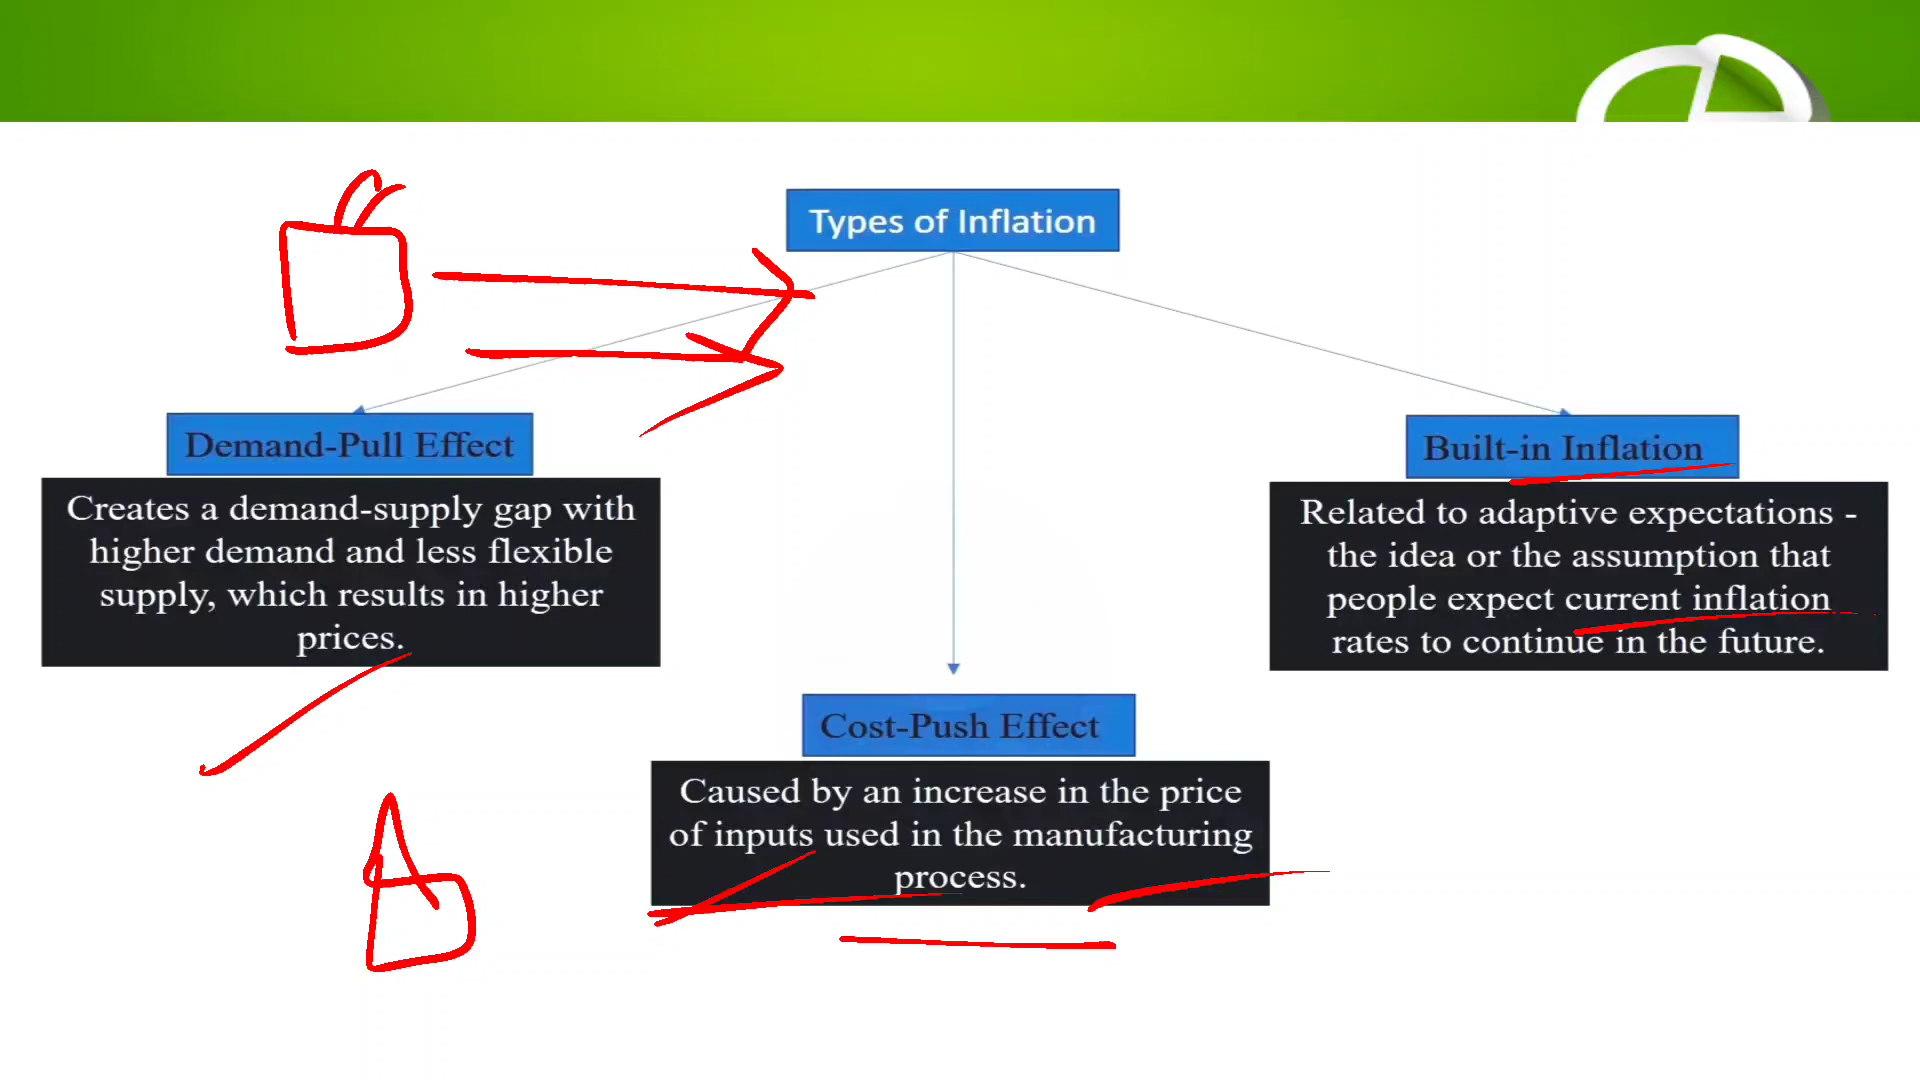 Types of Inflation
Demand-Pull Effect
Creates a demand-supply gap with
higher demand and less flexible
supply, which results in higher
prices.
Cost-Push Effect
Caused by an increase in the price
of inputs used in the manufacturing
process.
Built-in Inflation
Related to adaptive expectations -
the idea or the assumption that
people expect current inflation
rates to continue in the future.